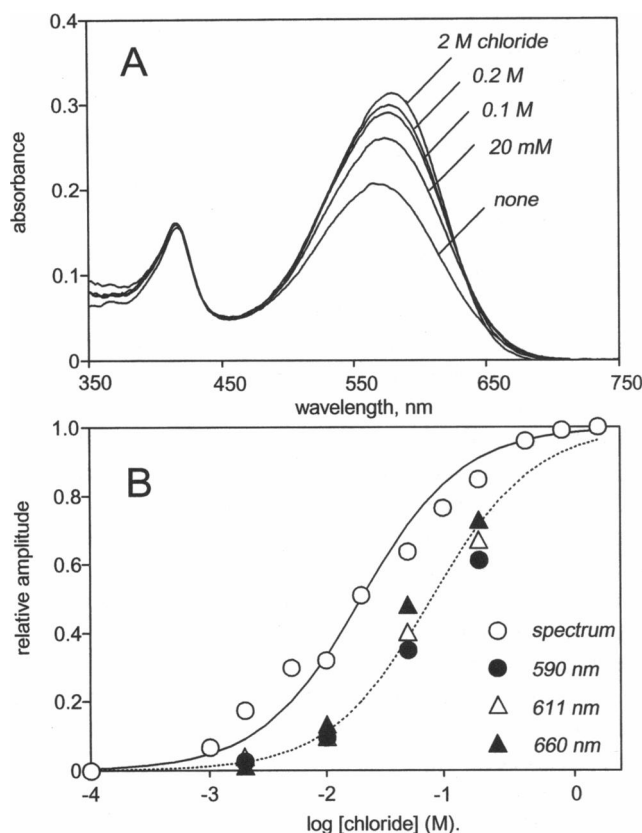 A
absorbance
0.4
0.3
0.2
0.1
0
2 M chloride
0.2 M
0.1 M
20 mM
none
350
450
550
650
750
wavelength, nm
B
relative amplitude
1.0
0.8
0.6
0.4
0.2
0
spectrum
590 nm
611 nm
660 nm
-4
-3
-2
-1
0
log [chloride] (M).